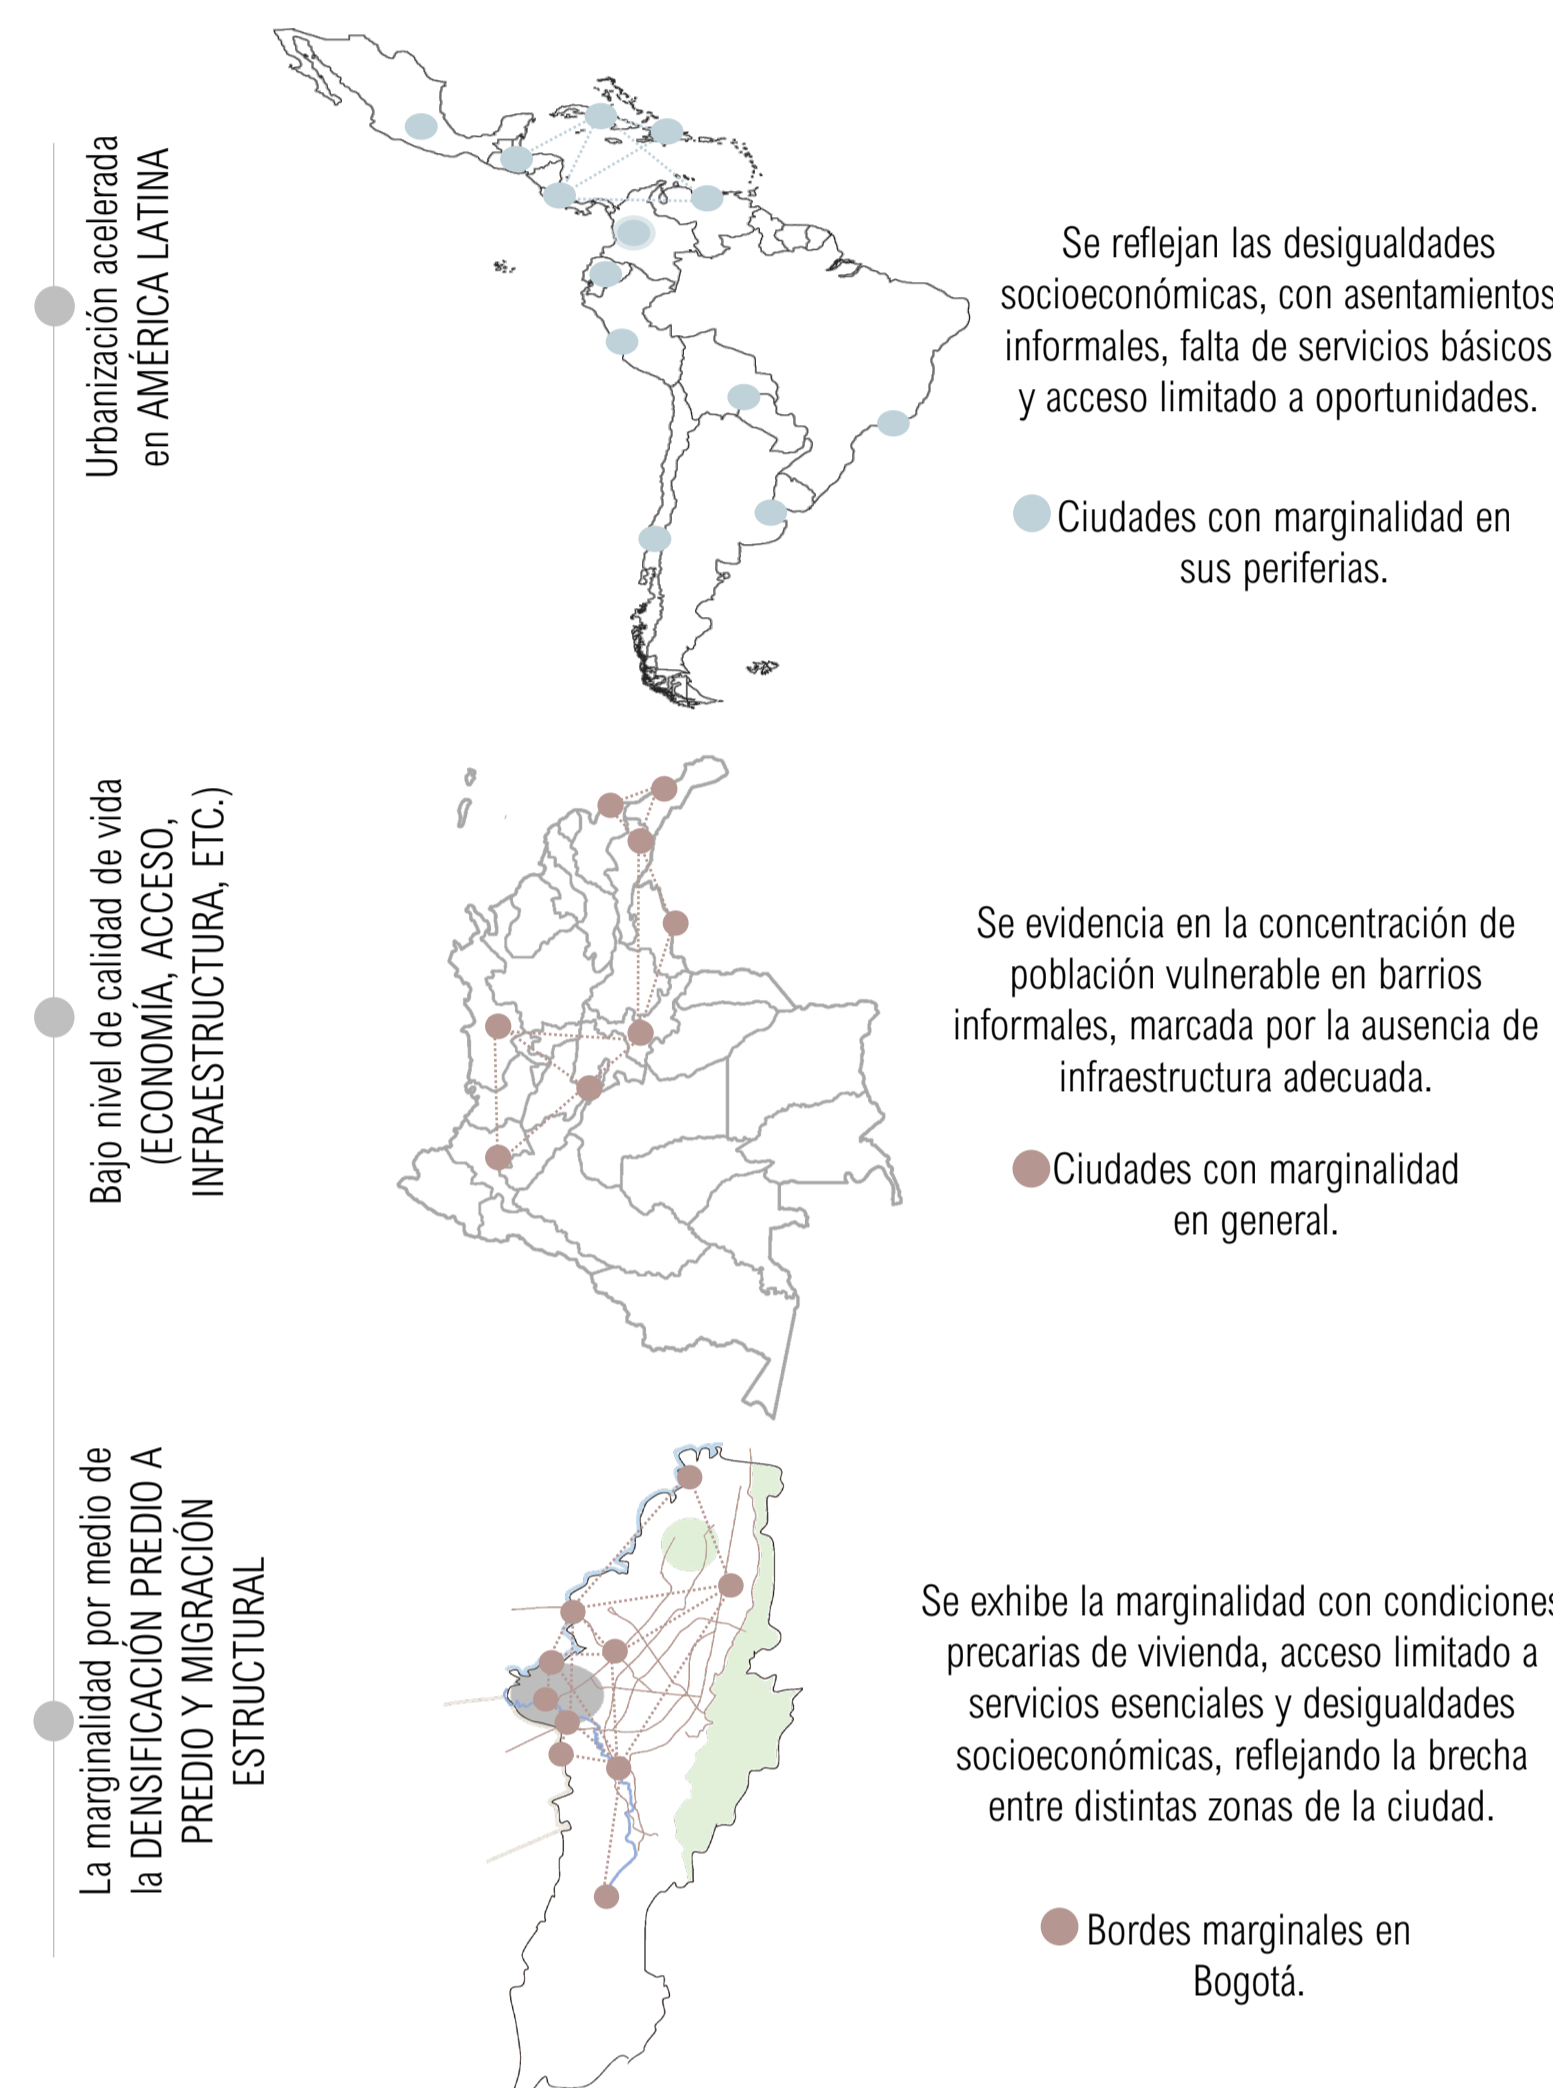 Urbanización acelerada
en AMÉRICA LATINA
Se reflejan las desigualdades
socioeconómicas, con asentamientos
informales, falta de servicios básicos
y acceso limitado a oportunidades.
Ciudades con marginalidad en
sus periferias.
Bajo nivel de calidad de vida
(ECONOMÍA, ACCESO,
INFRAESTRUCTURA, ETC.)
Se evidencia en la concentración de
población vulnerable en barrios
informales, marcada por la ausencia de
infraestructura adecuada.
Ciudades con marginalidad
en general.
La marginalidad por medio de
la DENSIFICACIÓN PREDIO A
PREDIO Y MIGRACIÓN
ESTRUCTURAL
Se exhibe la marginalidad con condiciones
precarias de vivienda, acceso limitado a
servicios esenciales y desigualdades
socioeconómicas, reflejando la brecha
entre distintas zonas de la ciudad.
Bordes marginales en
Bogotá.